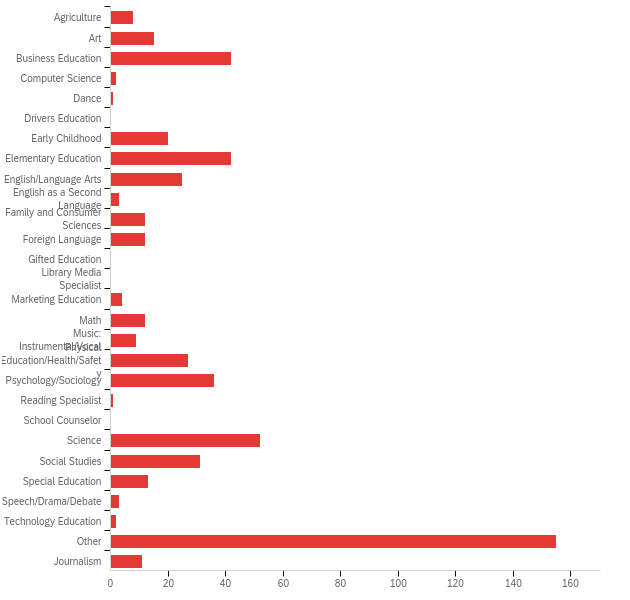 Agriculture
Art
Business Education
Computer Science
Dance
Drivers Education
Early Childhood
Elementary Education
English/Language Arts
English as a Second
Language
Family and Consumer
Sciences
Foreign Language
Gifted Education
Library Media
Specialist
Marketing Education
Math
Music:
Instrumental/Vocal
Physical
Education/Health/Safet
y
Psychology/Sociology
Reading Specialist
School Counselor
Science
Social Studies
Special Education
Speech/Drama/Debate
Technology Education
Other
Journalism
0 20 40 60 80 100 120 140 160